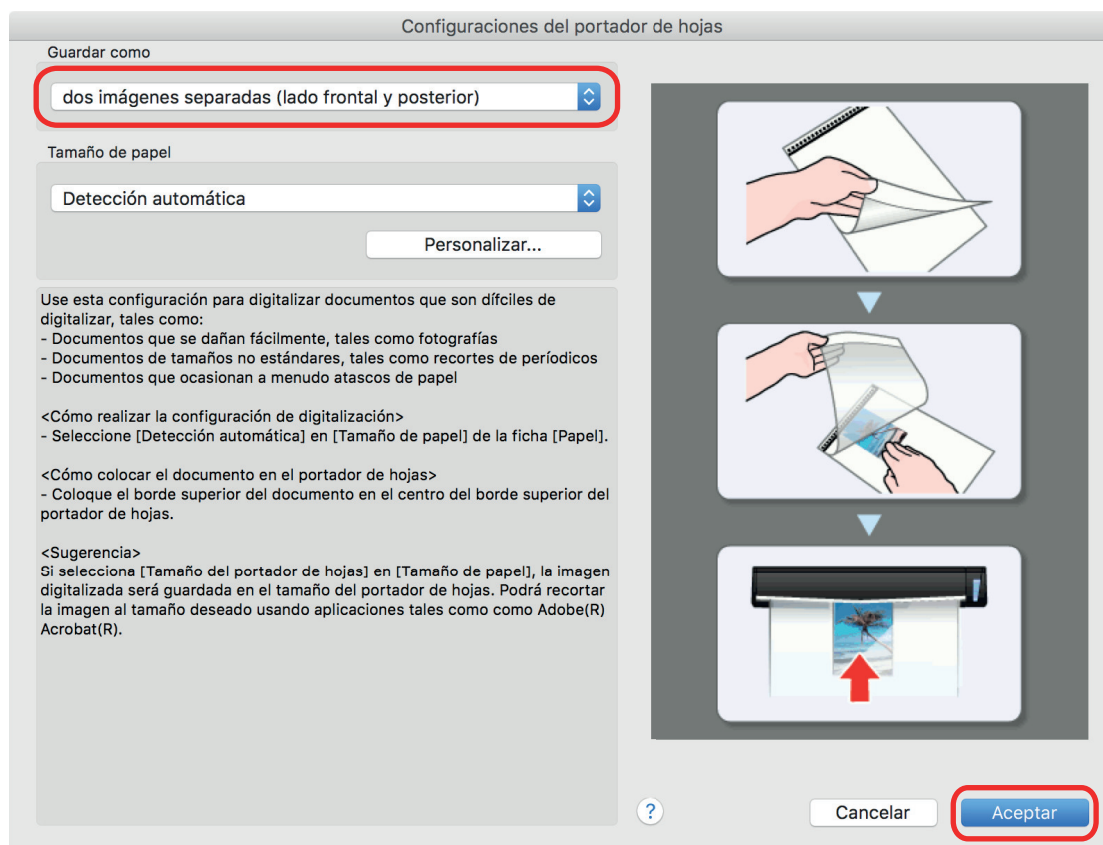 Configuraciones del portador de hojas
Guardar como
dos imágenes separadas (lado frontal y posterior)
Tamaño de papel
Detección automática
Personalizar...
Use esta configuración para digitalizar documentos que son dífciles de
digitalizar, tales como:
- Documentos que se dañan fácilmente, tales como fotografías
- Documentos de tamaños no estándares, tales como recortes de períodicos
- Documentos que ocasionan a menudo atascos de papel
<Cómo realizar la configuración de digitalización>
- Seleccione [Detección automática] en [Tamaño de papel] de la ficha [Papel].
<Cómo colocar el documento en el portador de hojas>
- Coloque el borde superior del documento en el centro del borde superior del
portador de hojas.
<Sugerencia>
Si selecciona [Tamaño del portador de hojas] en [Tamaño de papel], la imagen
digitalizada será guardada en el tamaño del portador de hojas. Podrá recortar
la imagen al tamaño deseado usando aplicaciones tales como como Adobe(R)
Acrobat(R).
?
Cancelar
Aceptar